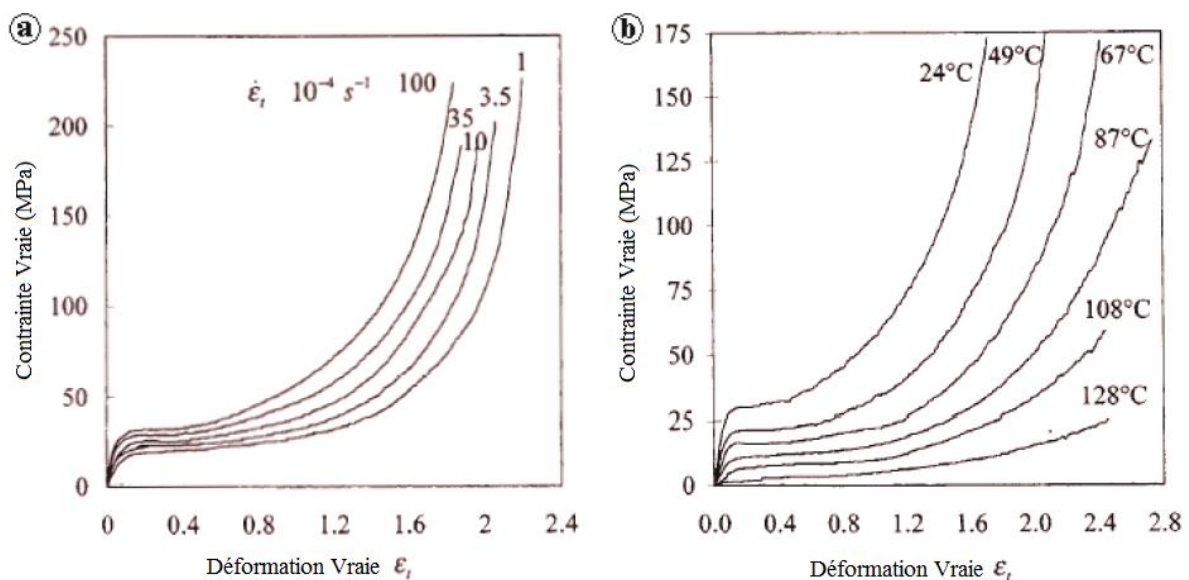 a
250
200
150
100
50
0
Contrainte Vraie (MPa)
ε̇ₜ 10⁻⁴ s⁻¹ 100
35
10
3.5
1
0 0.4 0.8 1.2 1.6 2 2.4
Déformation Vraie εₜ
b
175
150
125
100
75
50
25
0
Contrainte Vraie (MPa)
24°C
49°C
67°C
87°C
108°C
128°C
0.0 0.4 0.8 1.2 1.6 2.0 2.4 2.8
Déformation Vraie εₜ